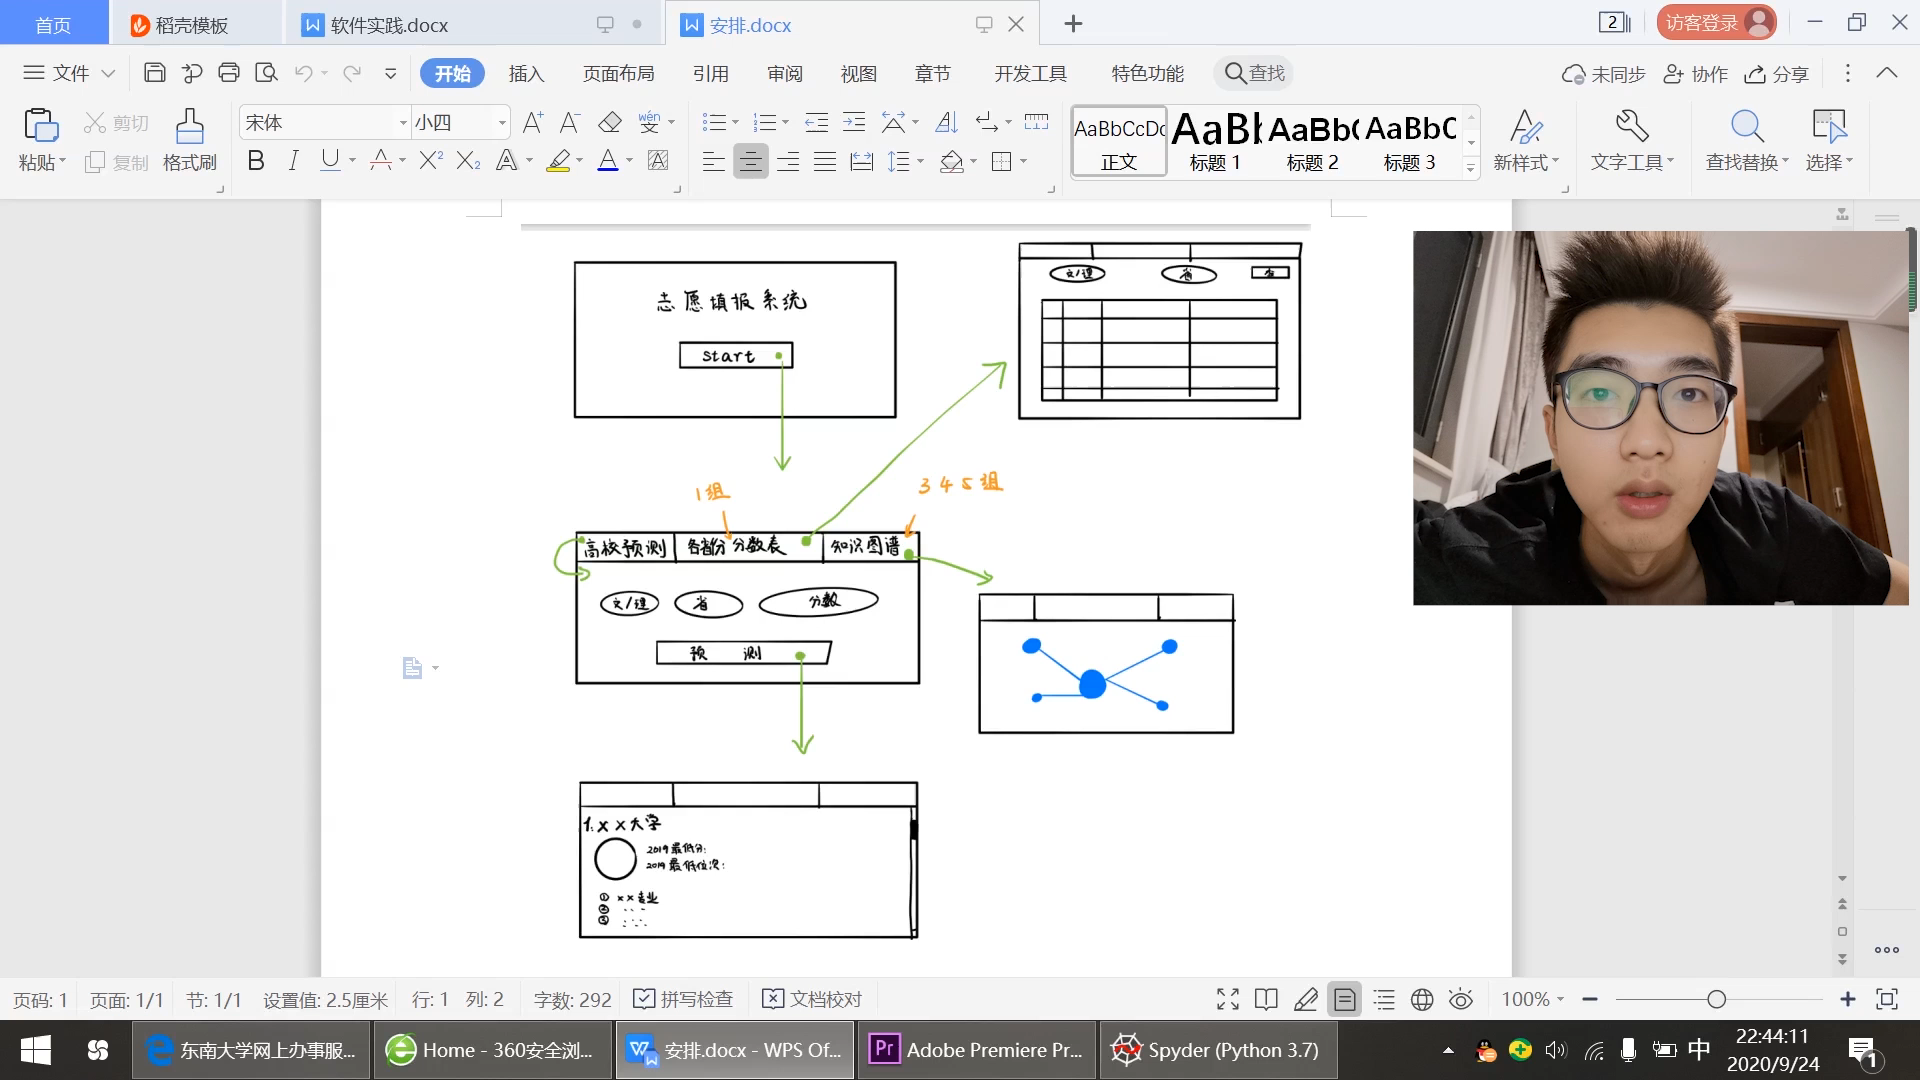 首页
稻壳模板
软件实践.docx
安排.docx
2
访客登录
文件
开始
插入
页面布局
引用
审阅
视图
章节
开发工具
特色功能
查找
未同步
协作
分享
粘贴
剪切
复制
格式刷
宋体
小四
AaBbCcDd
正文
AaBb
标题 1
AaBb(
标题 2
AaBbC
标题 3
新样式
文字工具
查找替换
选择
志愿填报系统
start
文/理
省
查
1组
3 4 5 组
高校预测
各省份分数表
知识图谱
文/理
省
分数
预 测
1. x x 大学
2019 最低分:
2019 最低位次:
① x x 专业
②
③
页码: 1
页面: 1/1
节: 1/1
设置值: 2.5厘米
行: 1
列: 2
字数: 292
拼写检查
文档校对
100%
东南大学网上办事服...
Home - 360安全浏...
安排.docx - WPS Of...
Adobe Premiere Pr...
Spyder (Python 3.7)
中
22:44:11
2020/9/24
1